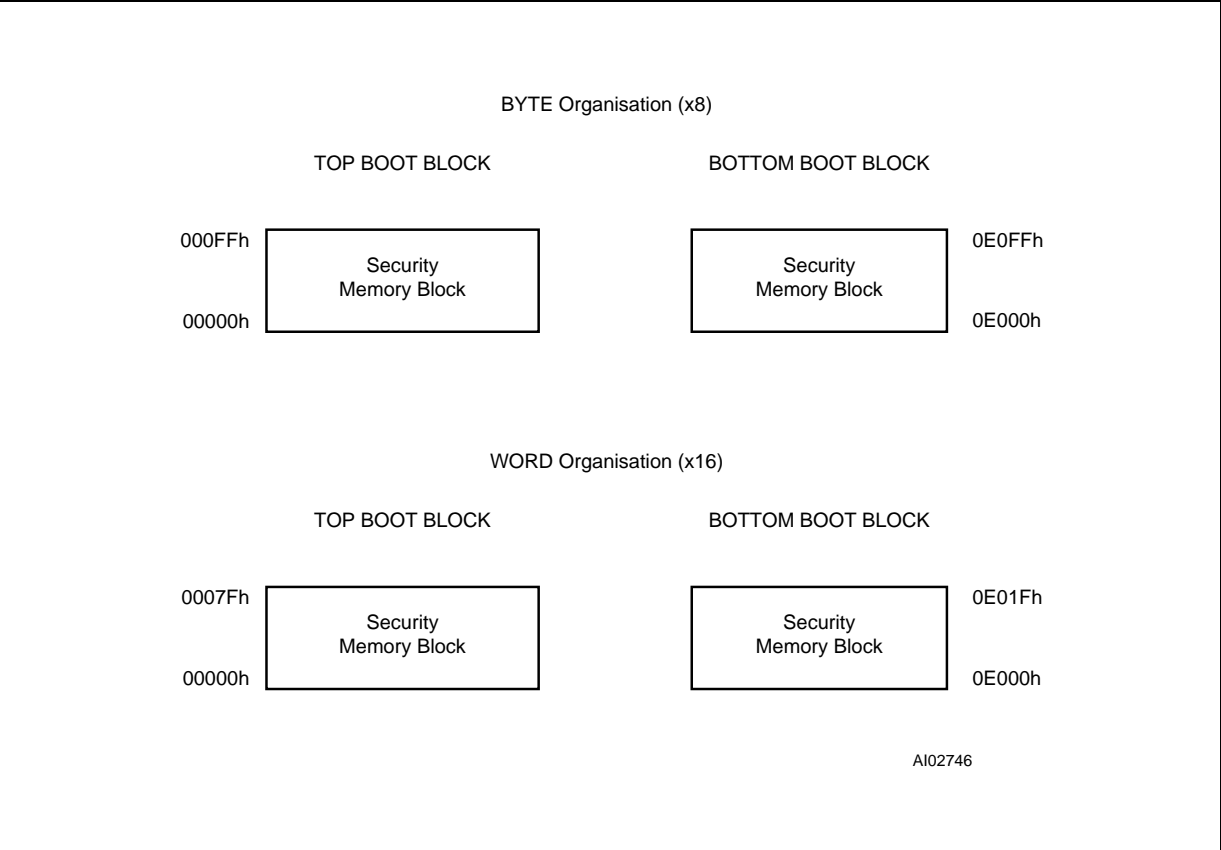 BYTE Organisation (x8)
TOP BOOT BLOCK
BOTTOM BOOT BLOCK
000FFh
Security
Memory Block
00000h
Security
Memory Block
0E0FFh
0E000h
WORD Organisation (x16)
TOP BOOT BLOCK
BOTTOM BOOT BLOCK
0007Fh
Security
Memory Block
00000h
Security
Memory Block
0E01Fh
0E000h
AI02746